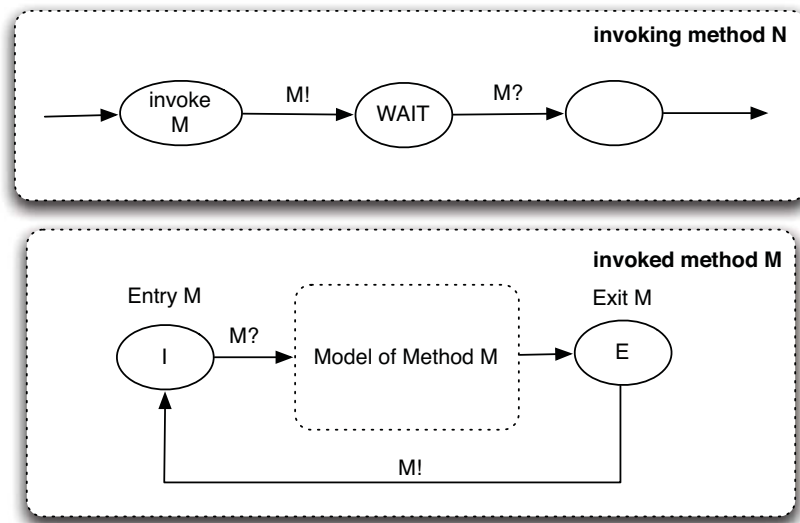 invoking method N
invoke
M
M!
WAIT
M?
invoked method M
Entry M
Exit M
M?
I
Model of Method M
E
M!